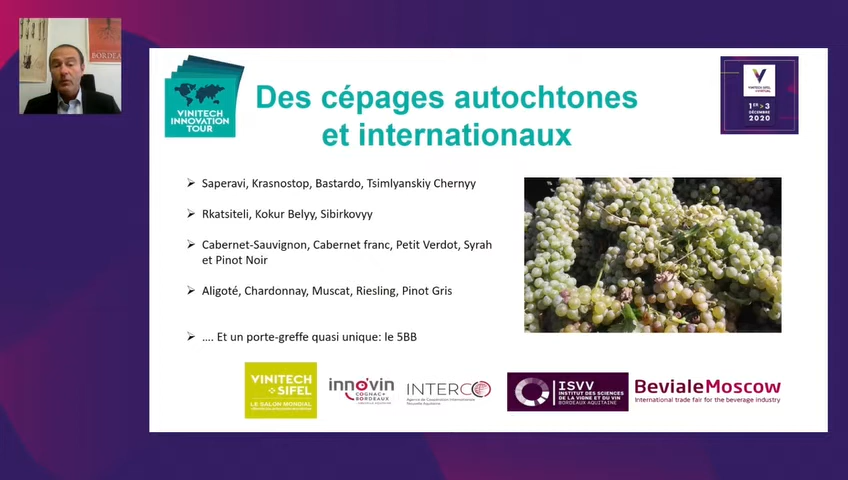 BORDEA
VINITECH
INNOVATION
TOUR
Des cépages autochtones
et internationaux
VINITECH SIFEL
1ER > 3
DÉCEMBRE
2020
Saperavi, Krasnostop, Bastardo, Tsimlyanskiy Chernyy
Rkatsiteli, Kokur Belyy, Sibirkovyy
Cabernet-Sauvignon, Cabernet franc, Petit Verdot, Syrah
et Pinot Noir
Aligoté, Chardonnay, Muscat, Riesling, Pinot Gris
.... Et un porte-greffe quasi unique: le 5BB
VINITECH
SIFEL
LE SALON MONDIAL
inno'vin
COGNAC+
BORDEAUX
INTERCO
Agence de Coopération Internationale
Nouvelle-Aquitaine
ISVV
INSTITUT DES SCIENCES
DE LA VIGNE ET DU VIN
BORDEAUX-AQUITAINE
BevialeMoscow
International trade fair for the beverage industry